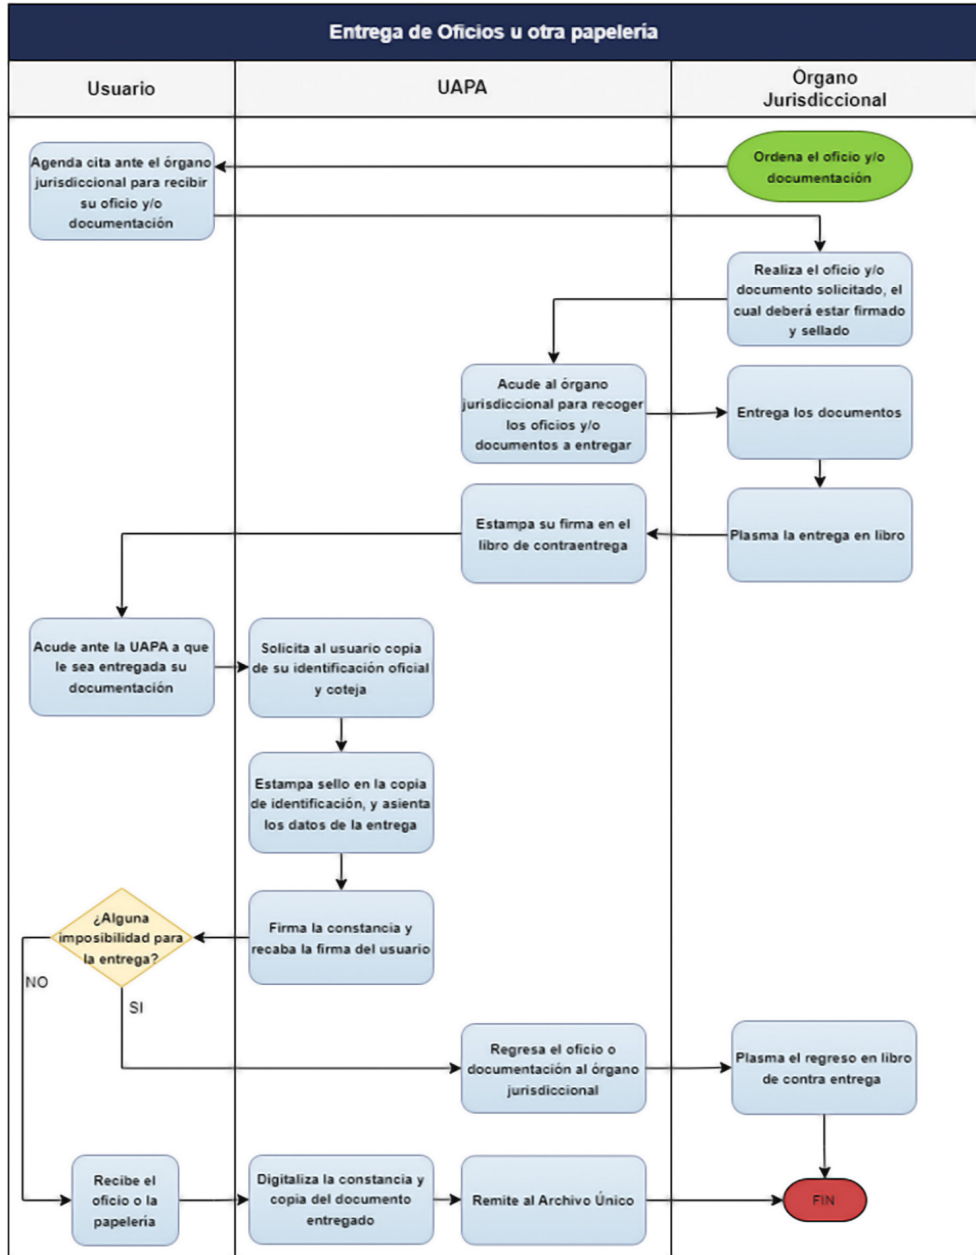 Entrega de Oficios u otra papelería
Usuario
UAPA
Órgano
Jurisdiccional
Ordena el oficio y/o
documentación
Agenda cita ante el órgano
jurisdiccional para recibir
su oficio y/o
documentación
Realiza el oficio y/o
documento solicitado, el
cual deberá estar firmado
y sellado
Acude al órgano
jurisdiccional para recoger
los oficios y/o
documentos a entregar
Entrega los documentos
Plasma la entrega en libro
Estampa su firma en el
libro de contraentrega
Acude ante la UAPA a que
le sea entregada su
documentación
Solicita al usuario copia
de su identificación oficial
y coteja
Estampa sello en la copia
de identificación, y asienta
los datos de la entrega
Firma la constancia y
recaba la firma del usuario
¿Alguna
imposibilidad para
la entrega?
NO
SI
Regresa el oficio o
documentación al órgano
jurisdiccional
Plasma el regreso en libro
de contra entrega
Recibe el
oficio o la
papelería
Digitaliza la constancia y
copia del documento
entregado
Remite al Archivo Único
FIN